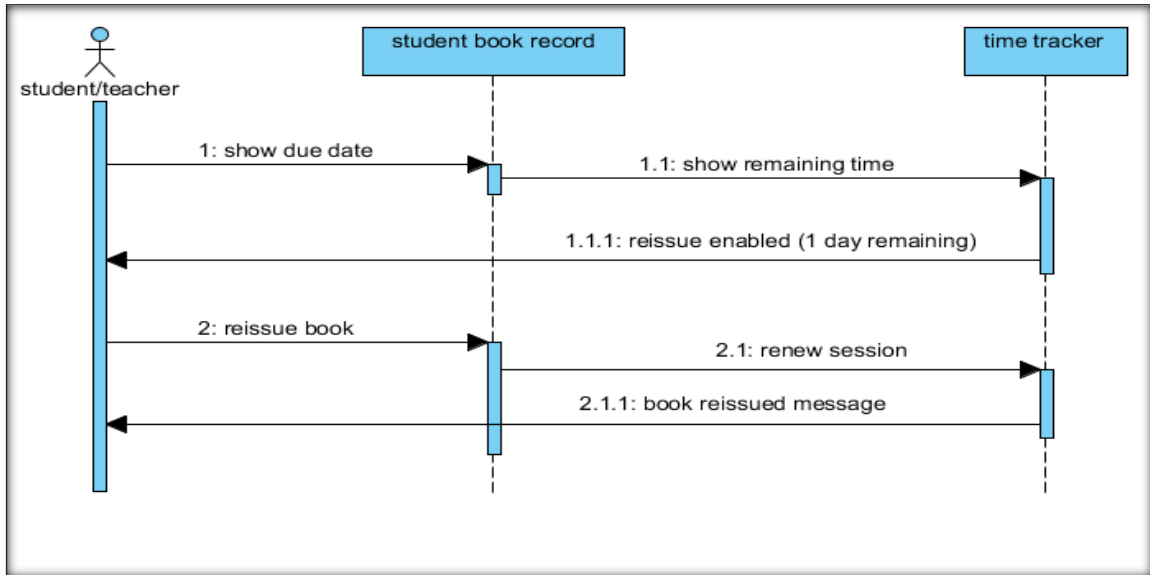 student book record
time tracker
student/teacher
1: show due date
1.1: show remaining time
1.1.1: reissue enabled (1 day remaining)
2: reissue book
2.1: renew session
2.1.1: book reissued message